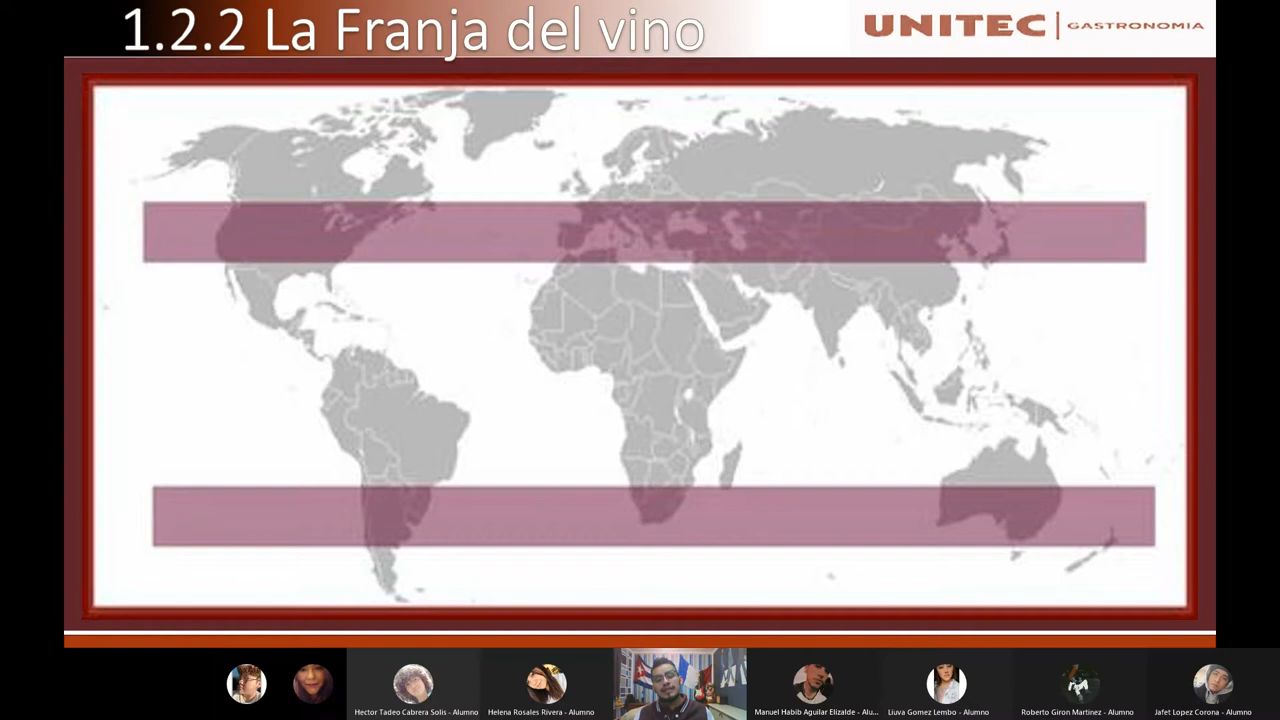 1.2.2 La Franja del vino
UNITEC | GASTRONOMIA
Hector Tadeo Cabrera Solis - Alumno
Helena Rosales Rivera - Alumno
Manuel Habib Aguilar Elizalde - Alu...
Liuva Gomez Lembo - Alumno
Roberto Giron Martinez - Alumno
Jafet Lopez Corona - Alumno